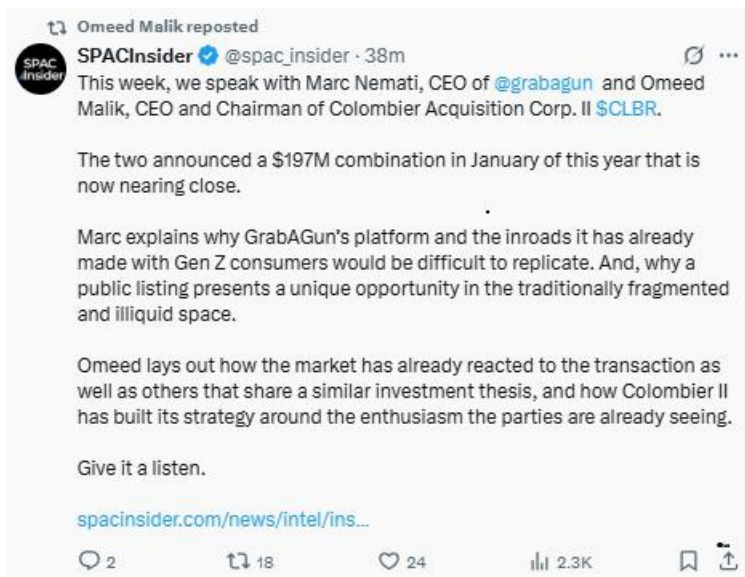 Omeed Malik reposted
SPAC
Insider
SPACInsider @spac_insider · 38m
This week, we speak with Marc Nemati, CEO of @grabagun and Omeed
Malik, CEO and Chairman of Colombier Acquisition Corp. II $CLBR.
The two announced a $197M combination in January of this year that is
now nearing close.
Marc explains why GrabAGun's platform and the inroads it has already
made with Gen Z consumers would be difficult to replicate. And, why a
public listing presents a unique opportunity in the traditionally fragmented
and illiquid space.
Omeed lays out how the market has already reacted to the transaction as
well as others that share a similar investment thesis, and how Colombier II
has built its strategy around the enthusiasm the parties are already seeing.
Give it a listen.
spacinsider.com/news/intel/ins...
2 18 24 2.3K